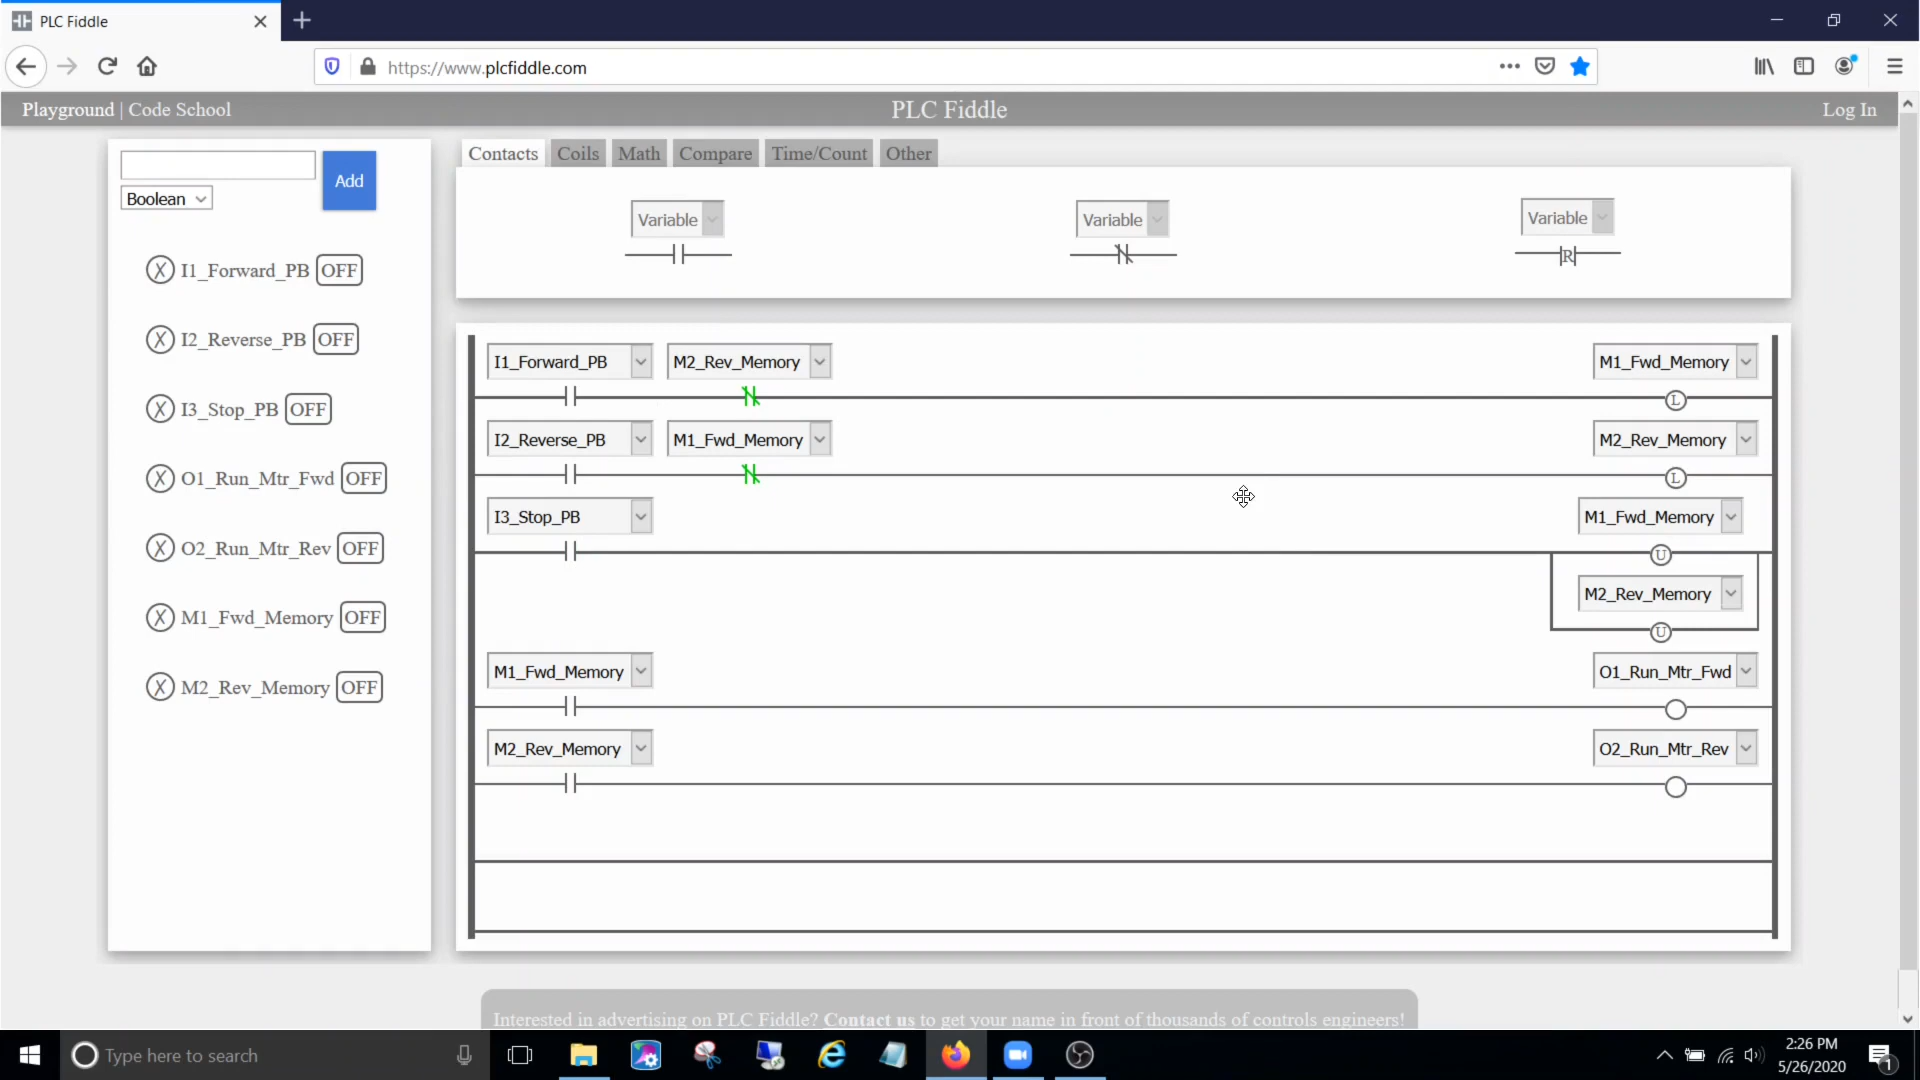 PLC Fiddle
https://www.plcfiddle.com
Playground | Code School
PLC Fiddle
Log In
Add
Boolean
I1_Forward_PB OFF
I2_Reverse_PB OFF
I3_Stop_PB OFF
O1_Run_Mtr_Fwd OFF
O2_Run_Mtr_Rev OFF
M1_Fwd_Memory OFF
M2_Rev_Memory OFF
Contacts Coils Math Compare Time/Count Other
Variable Variable Variable
R
I1_Forward_PB M2_Rev_Memory M1_Fwd_Memory
L
I2_Reverse_PB M1_Fwd_Memory M2_Rev_Memory
L
I3_Stop_PB M1_Fwd_Memory
U
M2_Rev_Memory
U
M1_Fwd_Memory O1_Run_Mtr_Fwd
M2_Rev_Memory O2_Run_Mtr_Rev
Interested in advertising on PLC Fiddle? Contact us to get your name in front of thousands of controls engineers!
Type here to search
2:26 PM
5/26/2020
1